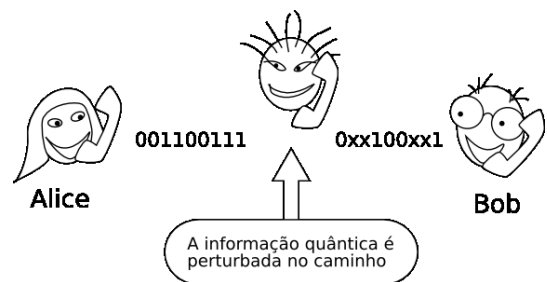 001100111
0xx100xx1
Alice
Bob
A informação quântica é
perturbada no caminho